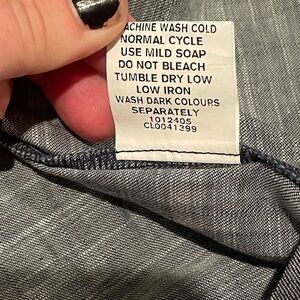 MACHINE WASH COLD
NORMAL CYCLE
USE MILD SOAP
DO NOT BLEACH
TUMBLE DRY LOW
LOW IRON
WASH DARK COLOURS
SEPARATELY
1012405
CL0041399